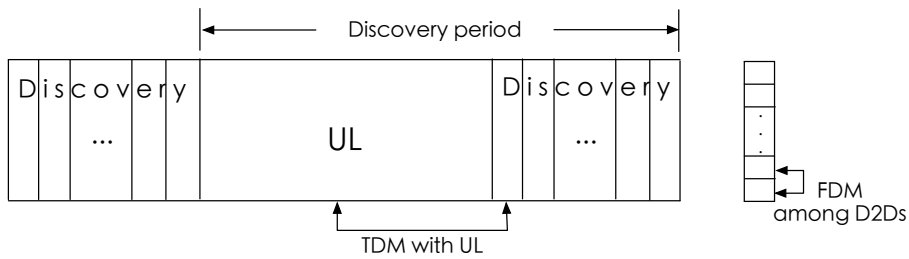 Discovery period
Discovery
Discovery
...
UL
...
.
.
.
FDM
among D2Ds
TDM with UL